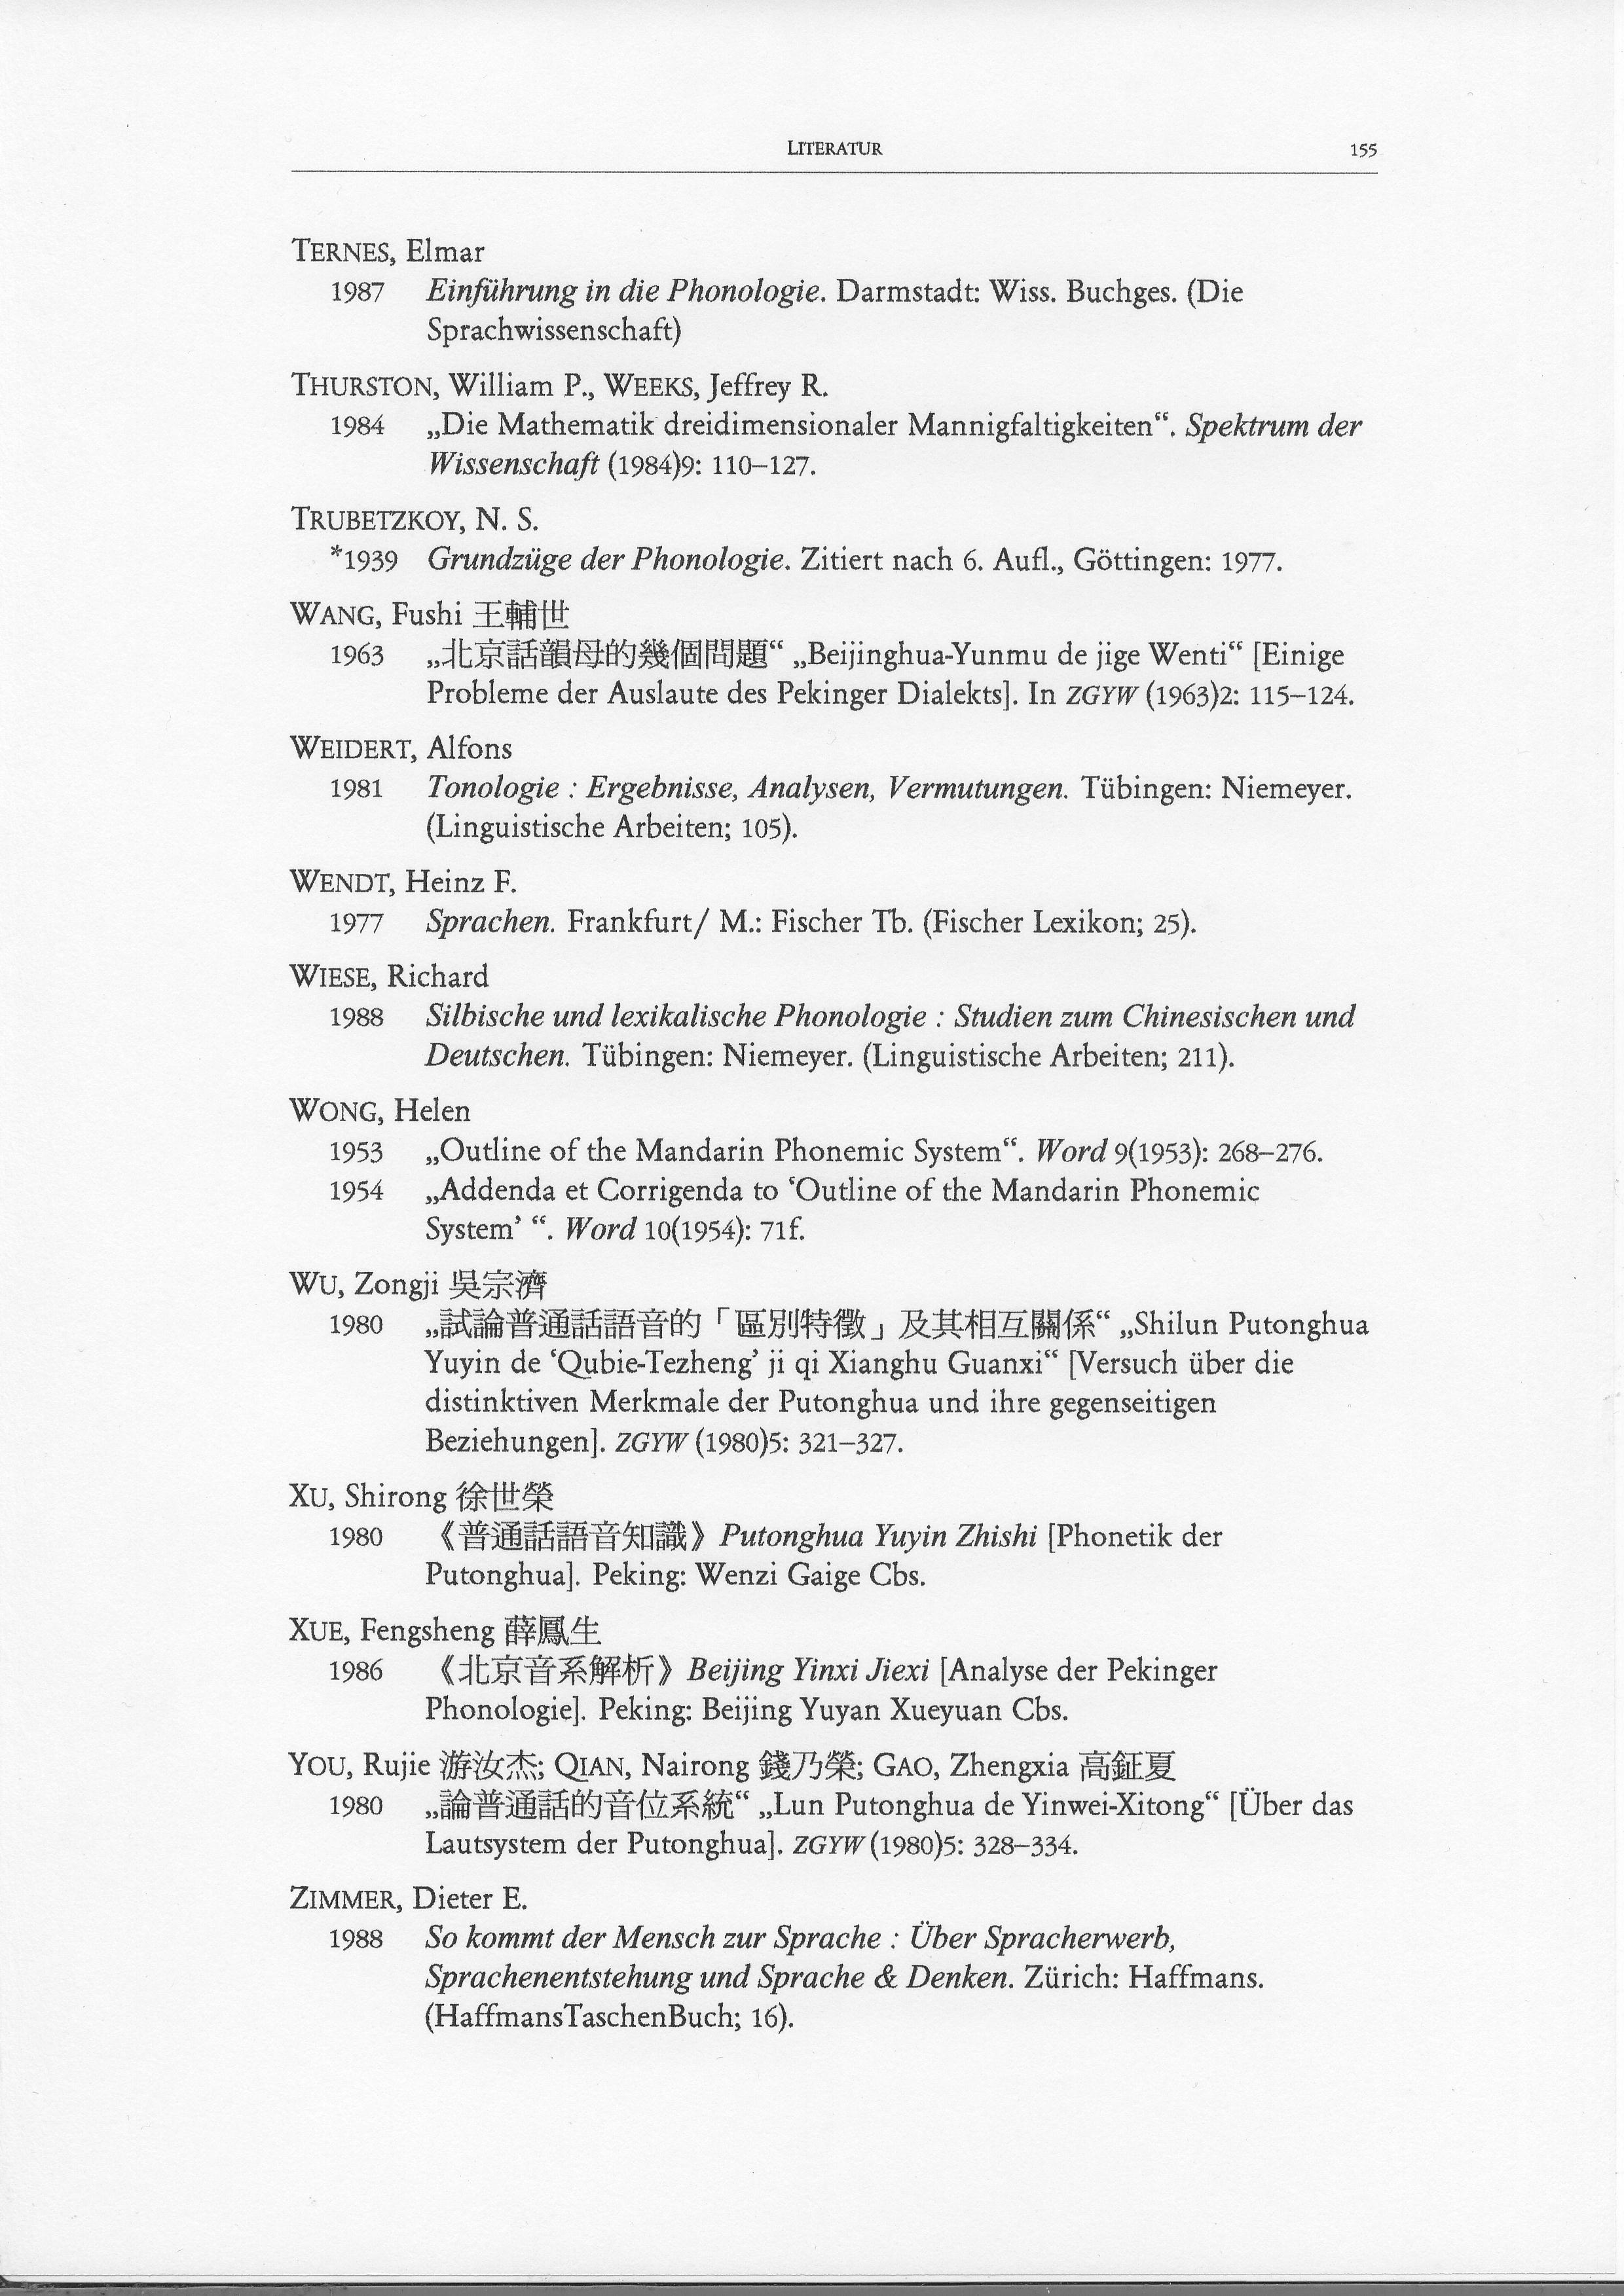 LITERATUR 155
TERNES, Elmar
1987 Einführung in die Phonologie. Darmstadt: Wiss. Buchges. (Die
Sprachwissenschaft)
THURSTON, William P., WEEKS, Jeffrey R.
1984 „Die Mathematik dreidimensionaler Mannigfaltigkeiten“. Spektrum der
Wissenschaft (1984)9: 110–127.
TRUBETZKOY, N. S.
*1939 Grundzüge der Phonologie. Zitiert nach 6. Aufl., Göttingen: 1977.
WANG, Fushi 王輔世
1963 „北京話韻母的幾個問題“ „Beijinghua-Yunmu de jige Wenti“ [Einige
Probleme der Auslaute des Pekinger Dialekts]. In ZGYW (1963)2: 115–124.
WEIDERT, Alfons
1981 Tonologie : Ergebnisse, Analysen, Vermutungen. Tübingen: Niemeyer.
(Linguistische Arbeiten; 105).
WENDT, Heinz F.
1977 Sprachen. Frankfurt/ M.: Fischer Tb. (Fischer Lexikon; 25).
WIESE, Richard
1988 Silbische und lexikalische Phonologie : Studien zum Chinesischen und
Deutschen. Tübingen: Niemeyer. (Linguistische Arbeiten; 211).
WONG, Helen
1953 „Outline of the Mandarin Phonemic System“. Word 9(1953): 268–276.
1954 „Addenda et Corrigenda to ‘Outline of the Mandarin Phonemic
System’ “. Word 10(1954): 71f.
WU, Zongji 吳宗濟
1980 „試論普通話語音的「區別特徵」及其相互關係“ „Shilun Putonghua
Yuyin de ‘Qubie-Tezheng’ ji qi Xianghu Guanxi“ [Versuch über die
distinktiven Merkmale der Putonghua und ihre gegenseitigen
Beziehungen]. ZGYW (1980)5: 321–327.
XU, Shirong 徐世榮
1980 《普通話語音知識》 Putonghua Yuyin Zhishi [Phonetik der
Putonghua]. Peking: Wenzi Gaige Cbs.
XUE, Fengsheng 薛鳳生
1986 《北京音系解析》 Beijing Yinxi Jiexi [Analyse der Pekinger
Phonologie]. Peking: Beijing Yuyan Xueyuan Cbs.
YOU, Rujie 游汝杰; QIAN, Nairong 錢乃榮; GAO, Zhengxia 高鉦夏
1980 „論普通話的音位系統“ „Lun Putonghua de Yinwei-Xitong“ [Über das
Lautsystem der Putonghua]. ZGYW (1980)5: 328–334.
ZIMMER, Dieter E.
1988 So kommt der Mensch zur Sprache : Über Spracherwerb,
Sprachenentstehung und Sprache & Denken. Zürich: Haffmans.
(HaffmansTaschenBuch; 16).